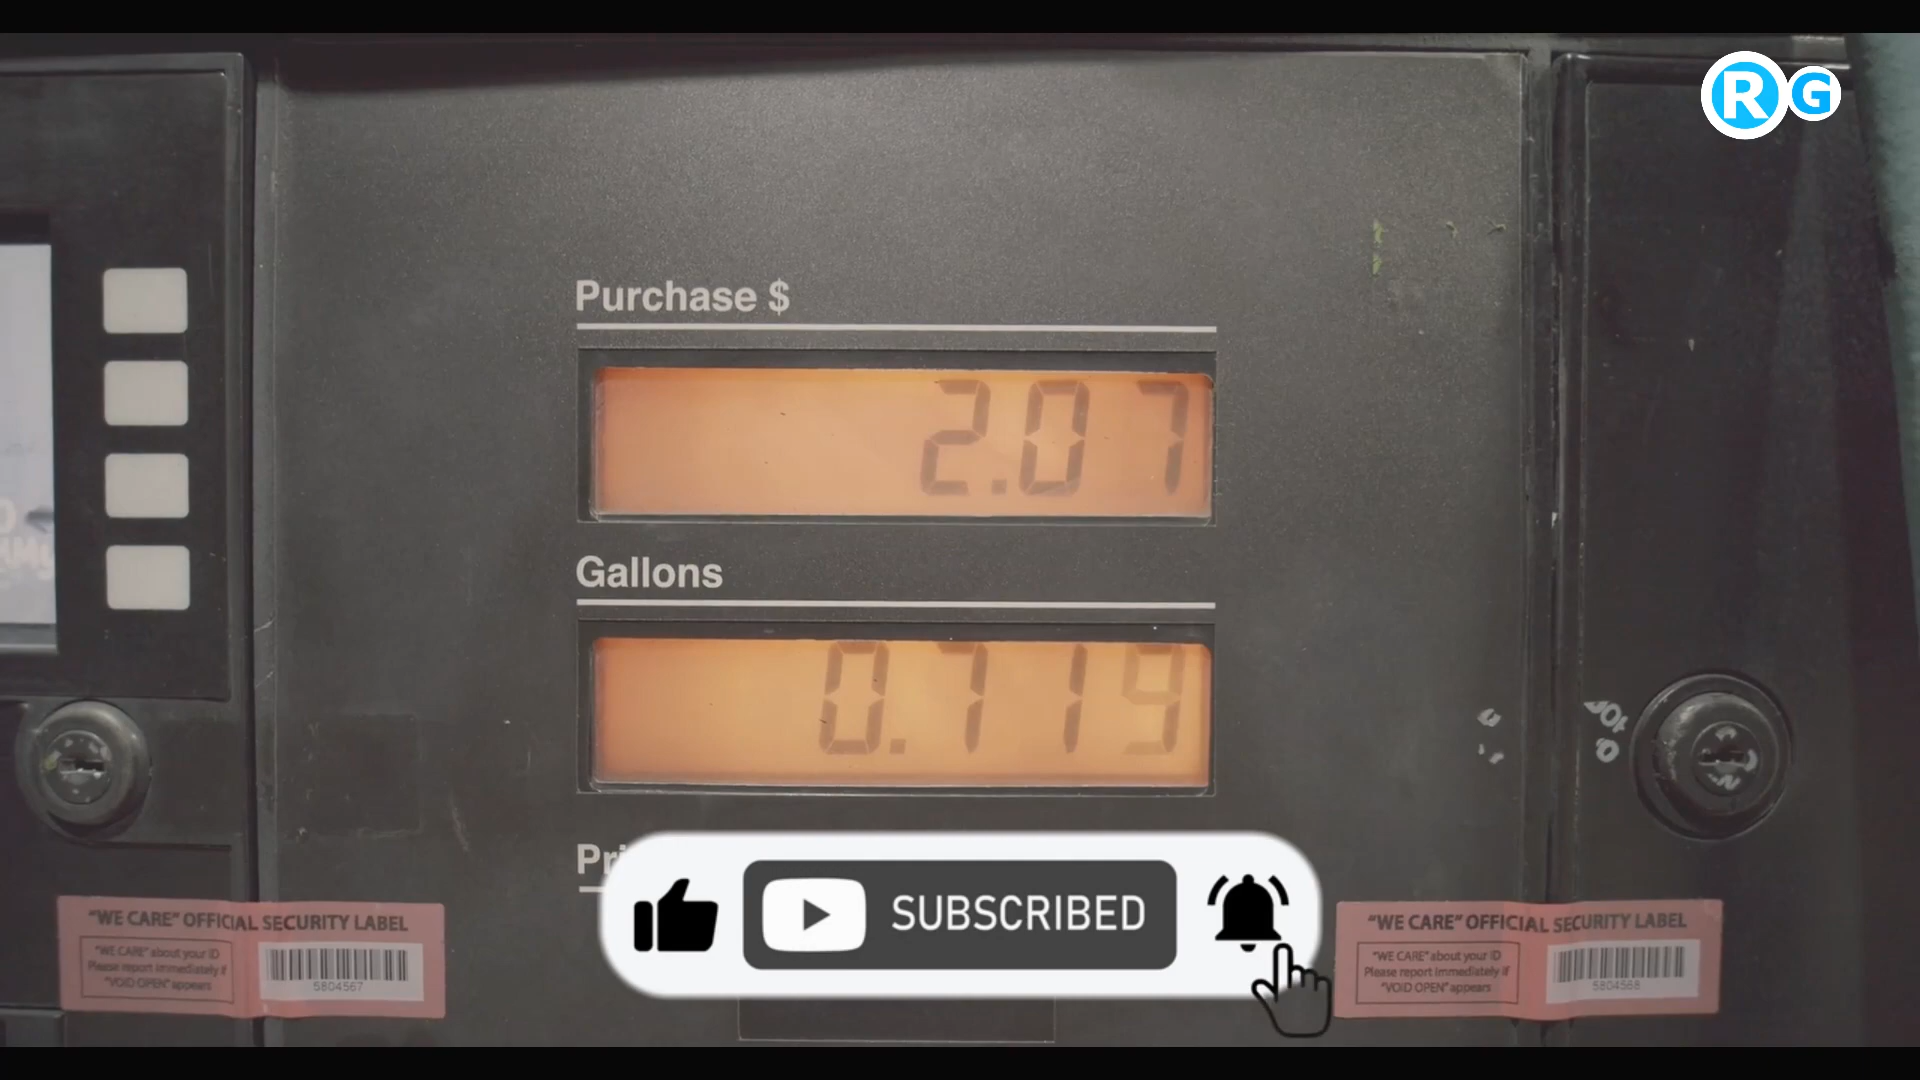 RG
Purchase $
2.07
Gallons
0.719
Pri
SUBSCRIBED
"WE CARE" OFFICIAL SECURITY LABEL
"WE CARE" about your ID
Please report immediately if
"VOID OPEN" appears
5804567
"WE CARE" OFFICIAL SECURITY LABEL
"WE CARE" about your ID
Please report immediately if
"VOID OPEN" appears
5804568